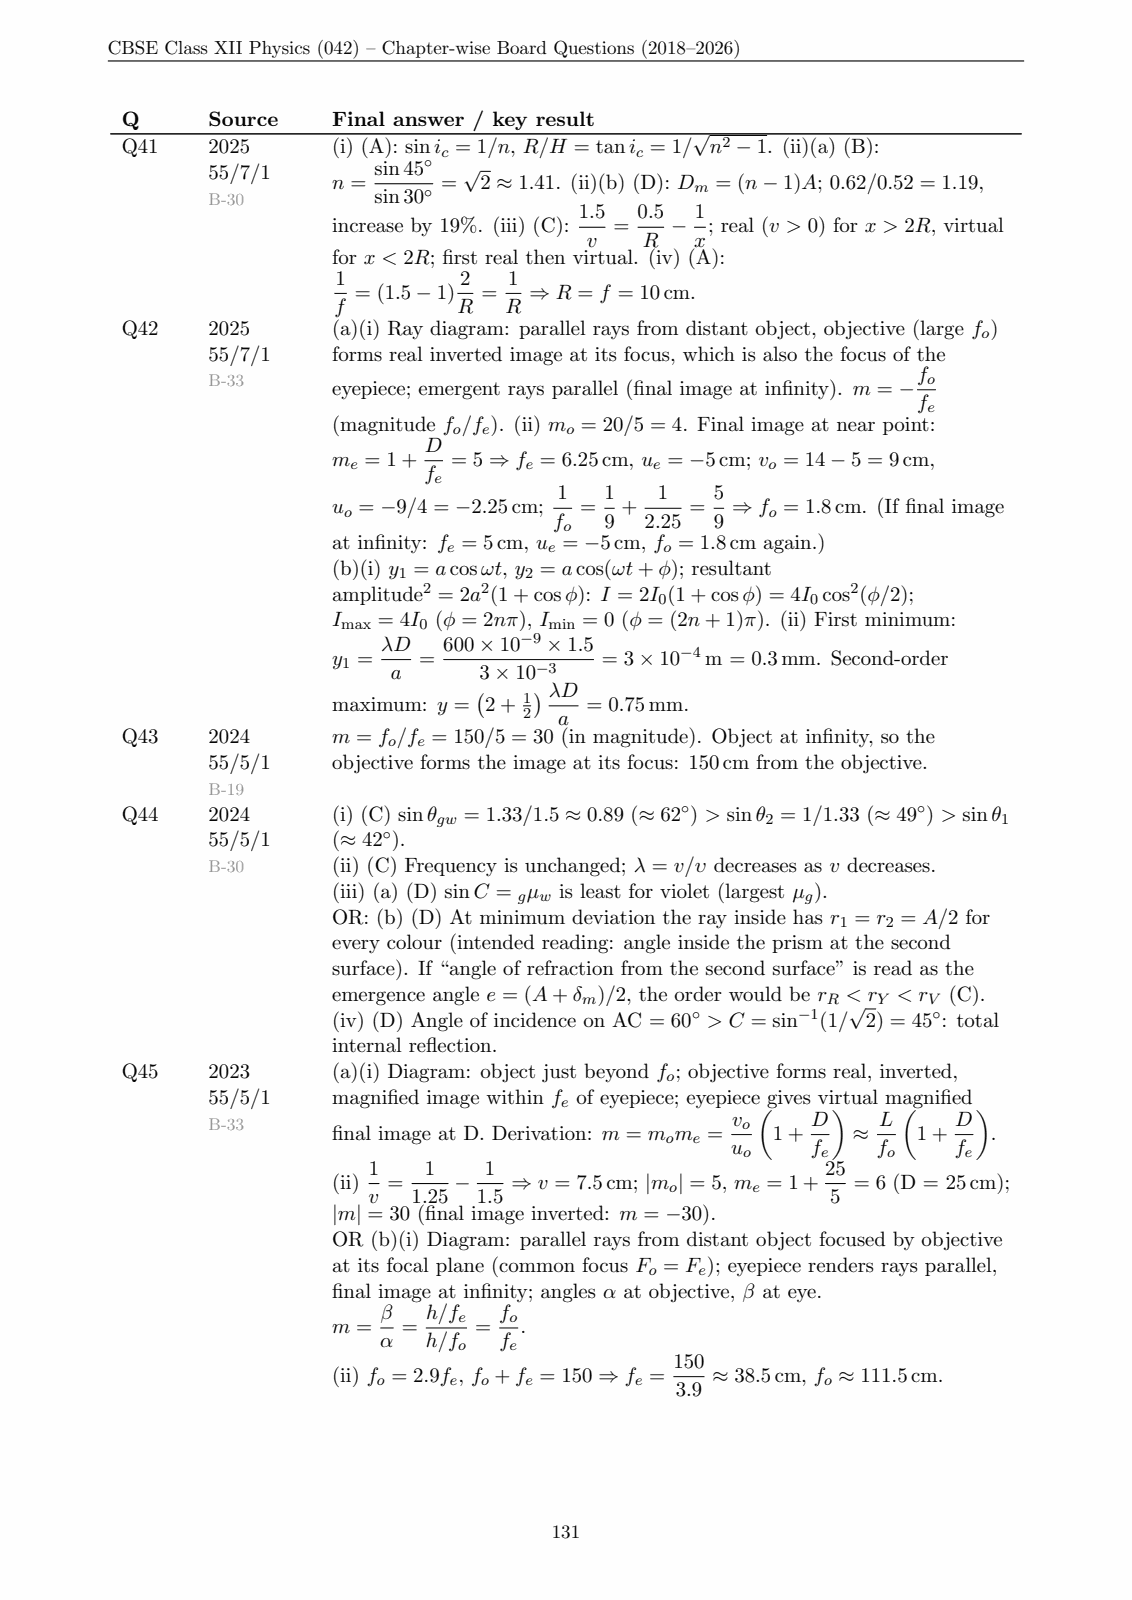 CBSE Class XII Physics (042) – Chapter-wise Board Questions (2018–2026)
Q Source Final answer / key result
Q41 2025 (i) (A): sin i_c = 1/n, R/H = tan i_c = 1/√(n² − 1). (ii)(a) (B):
55/7/1 n = sin 45°/sin 30° = √2 ≈ 1.41. (ii)(b) (D): D_m = (n − 1)A; 0.62/0.52 = 1.19,
B-30
increase by 19%. (iii) (C): 1.5/v = 0.5/R − 1/x; real (v > 0) for x > 2R, virtual
for x < 2R; first real then virtual. (iv) (A):
1/f = (1.5 − 1) 2/R = 1/R ⇒ R = f = 10 cm.
Q42 2025 (a)(i) Ray diagram: parallel rays from distant object, objective (large f_o)
55/7/1 forms real inverted image at its focus, which is also the focus of the
B-33 eyepiece; emergent rays parallel (final image at infinity). m = −f_o/f_e
(magnitude f_o/f_e). (ii) m_o = 20/5 = 4. Final image at near point:
m_e = 1 + D/f_e = 5 ⇒ f_e = 6.25 cm, u_e = −5 cm; v_o = 14 − 5 = 9 cm,
u_o = −9/4 = −2.25 cm; 1/f_o = 1/9 + 1/2.25 = 5/9 ⇒ f_o = 1.8 cm. (If final image
at infinity: f_e = 5 cm, u_e = −5 cm, f_o = 1.8 cm again.)
(b)(i) y₁ = a cos ωt, y₂ = a cos(ωt + ϕ); resultant
amplitude² = 2a²(1 + cos ϕ): I = 2I₀(1 + cos ϕ) = 4I₀ cos²(ϕ/2);
I_max = 4I₀ (ϕ = 2nπ), I_min = 0 (ϕ = (2n + 1)π). (ii) First minimum:
y₁ = λD/a = (600 × 10⁻⁹ × 1.5)/(3 × 10⁻³) = 3 × 10⁻⁴ m = 0.3 mm. Second-order
maximum: y = (2 + ½) λD/a = 0.75 mm.
Q43 2024 m = f_o/f_e = 150/5 = 30 (in magnitude). Object at infinity, so the
55/5/1 objective forms the image at its focus: 150 cm from the objective.
B-19
Q44 2024 (i) (C) sin θ_gw = 1.33/1.5 ≈ 0.89 (≈ 62°) > sin θ₂ = 1/1.33 (≈ 49°) > sin θ₁
55/5/1 (≈ 42°).
B-30 (ii) (C) Frequency is unchanged; λ = v/ν decreases as v decreases.
(iii) (a) (D) sin C = _gμ_w is least for violet (largest μ_g).
OR: (b) (D) At minimum deviation the ray inside has r₁ = r₂ = A/2 for
every colour (intended reading: angle inside the prism at the second
surface). If “angle of refraction from the second surface” is read as the
emergence angle e = (A + δ_m)/2, the order would be r_R < r_Y < r_V (C).
(iv) (D) Angle of incidence on AC = 60° > C = sin⁻¹(1/√2) = 45°: total
internal reflection.
Q45 2023 (a)(i) Diagram: object just beyond f_o; objective forms real, inverted,
55/5/1 magnified image within f_e of eyepiece; eyepiece gives virtual magnified
B-33 final image at D. Derivation: m = m_o m_e = v_o/u_o (1 + D/f_e) ≈ L/f_o (1 + D/f_e).
(ii) 1/v = 1/1.25 − 1/1.5 ⇒ v = 7.5 cm; |m_o| = 5, m_e = 1 + 25/5 = 6 (D = 25 cm);
|m| = 30 (final image inverted: m = −30).
OR (b)(i) Diagram: parallel rays from distant object focused by objective
at its focal plane (common focus F_o = F_e); eyepiece renders rays parallel,
final image at infinity; angles α at objective, β at eye.
m = β/α = (h/f_e)/(h/f_o) = f_o/f_e.
(ii) f_o = 2.9f_e, f_o + f_e = 150 ⇒ f_e = 150/3.9 ≈ 38.5 cm, f_o ≈ 111.5 cm.
131